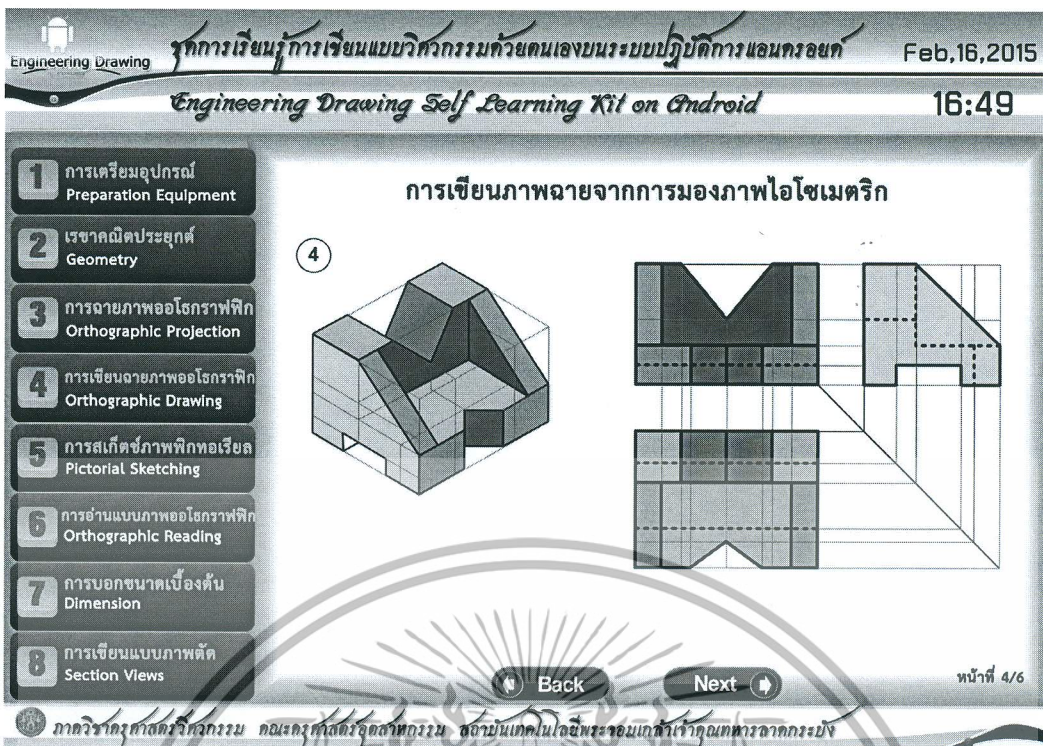 Engineering Drawing
ชุดการเรียนรู้การเขียนแบบวิศวกรรมด้วยตนเองบนระบบปฏิบัติการแอนดรอยด์
Feb,16,2015
Engineering Drawing Self Learning Kit on Android
16:49
1 การเตรียมอุปกรณ์
Preparation Equipment
2 เรขาคณิตประยุกต์
Geometry
3 การฉายภาพออโธกราฟฟิก
Orthographic Projection
4 การเขียนฉายภาพออโธกราฟิก
Orthographic Drawing
5 การสเก็ตช์ภาพพิกทอเรียล
Pictorial Sketching
6 การอ่านแบบภาพออโธกราฟฟิก
Orthographic Reading
7 การบอกขนาดเบื้องต้น
Dimension
8 การเขียนแบบภาพตัด
Section Views
การเขียนภาพฉายจากการมองภาพไอโซเมตริก
4
Back
Next
หน้าที่ 4/6
ภาควิชาครุศาสตร์วิศวกรรม คณะครุศาสตร์อุตสาหกรรม สถาบันเทคโนโลยีพระจอมเกล้าเจ้าคุณทหารลาดกระบัง